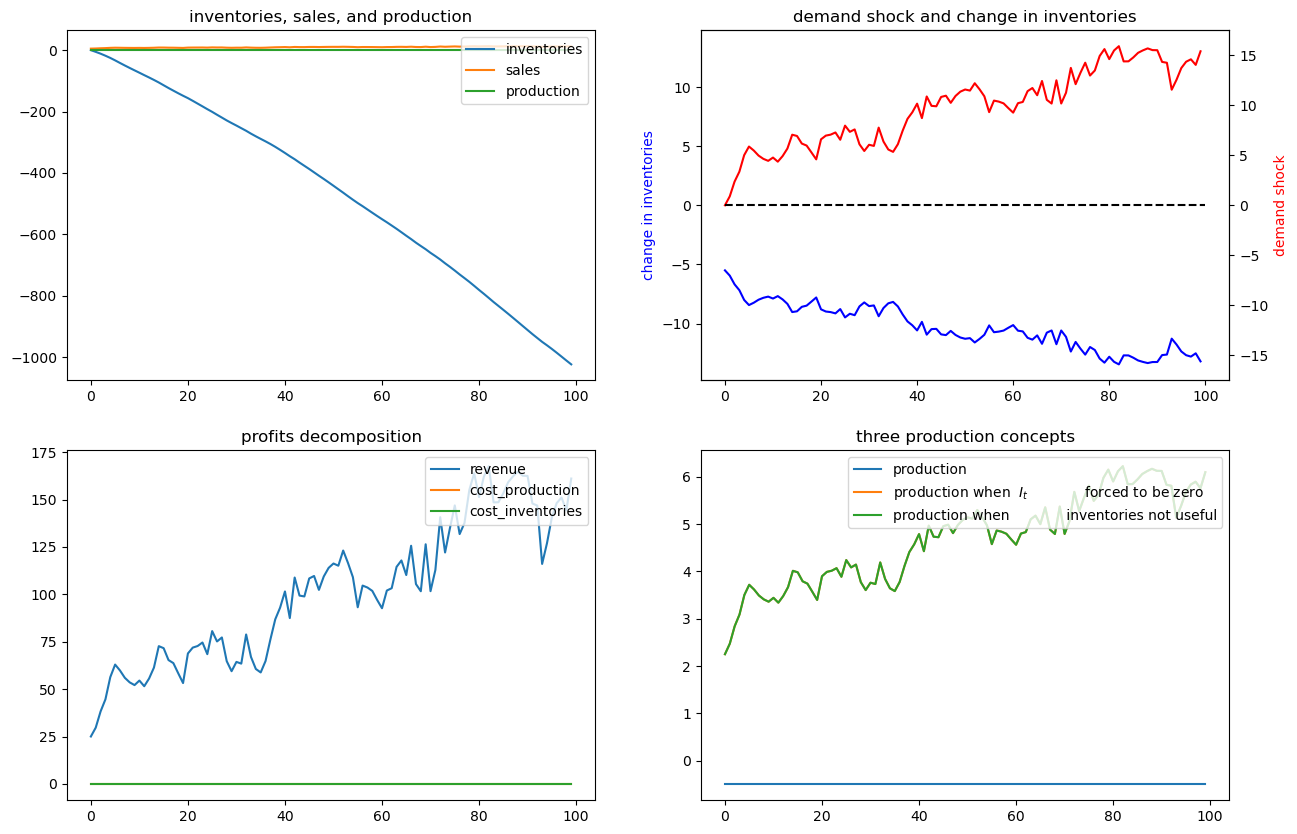 inventories, sales, and production
0
−200
−400
−600
−800
−1000
0 20 40 60 80 100
inventories
sales
production
demand shock and change in inventories
change in inventories
10
5
0
−5
−10
0 20 40 60 80 100
15
10
5
0
−5
−10
−15
demand shock
profits decomposition
175
150
125
100
75
50
25
0
0 20 40 60 80 100
revenue
cost_production
cost_inventories
three production concepts
6
5
4
3
2
1
0
0 20 40 60 80 100
production
production when I_t forced to be zero
production when inventories not useful